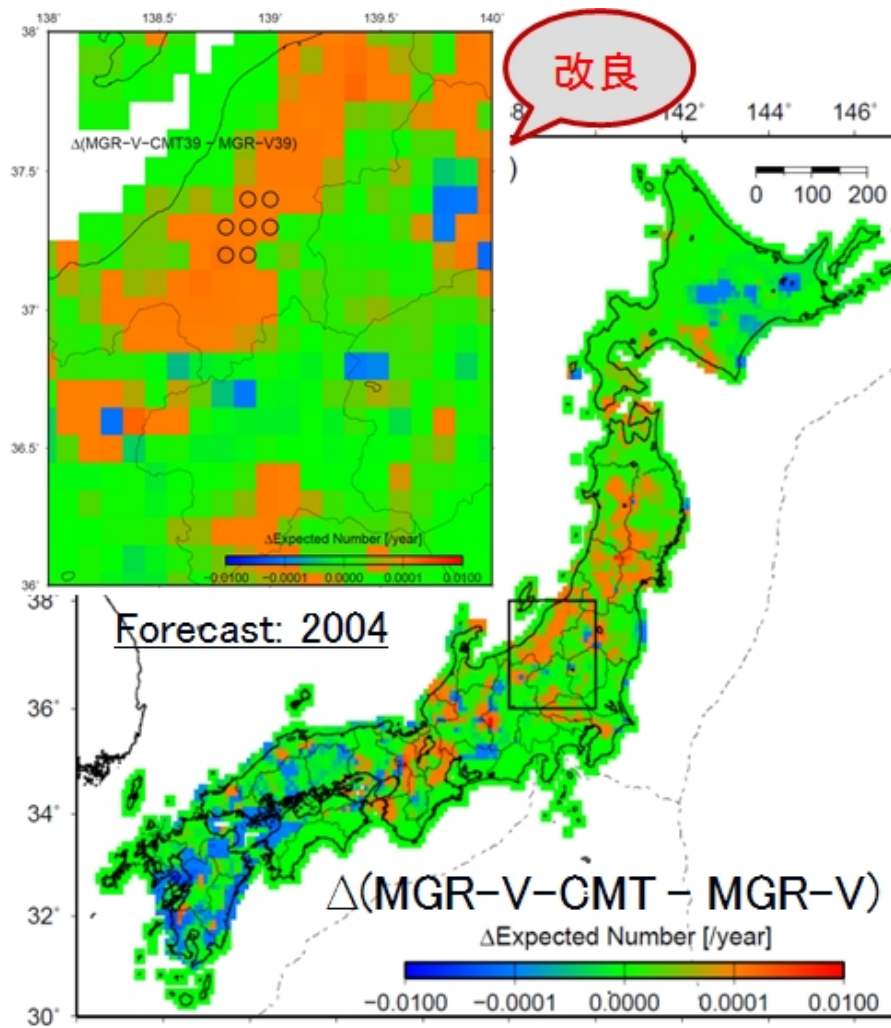 138˚ 138.5˚ 139˚ 139.5˚ 140˚
38˚
改良
8˚ 142˚ 144˚ 146˚
Δ(MGR-V-CMT39 - MGR-V39)
)
37.5˚
0 50 100 200
37˚
36.5˚
ΔExpected Number [/year]
−0.0100 −0.0001 0.0000 0.0001 0.0100
36˚
38˚
Forecast: 2004
36˚
34˚
Δ(MGR-V-CMT - MGR-V)
32˚
ΔExpected Number [/year]
−0.0100 −0.0001 0.0000 0.0001 0.0100
30˚